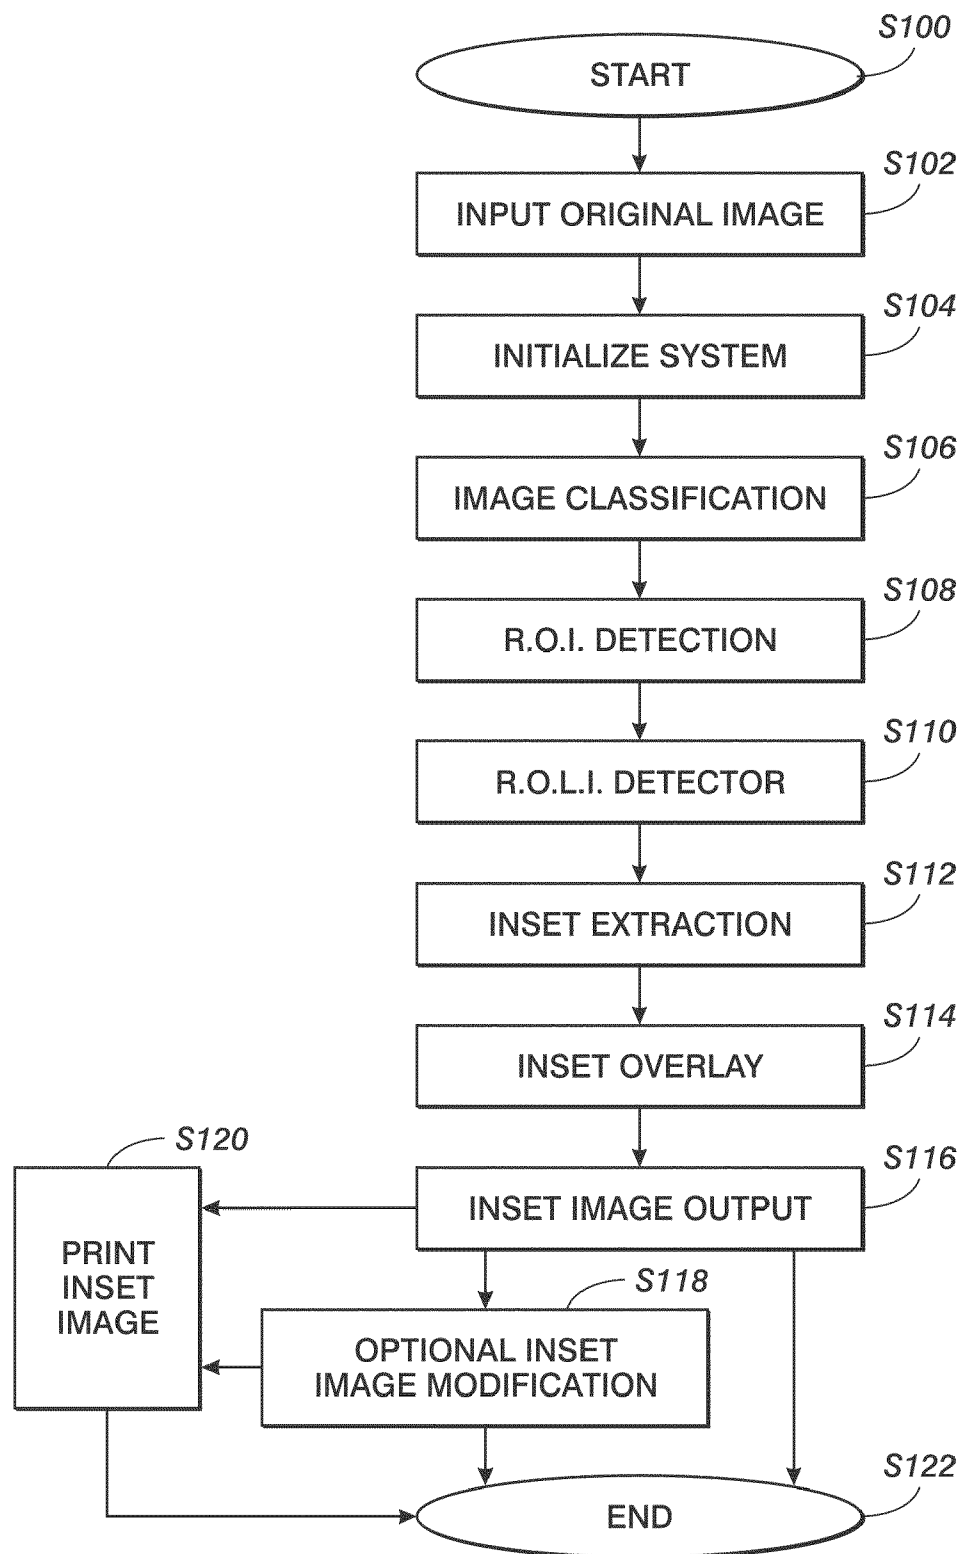 S100
START
S102
INPUT ORIGINAL IMAGE
S104
INITIALIZE SYSTEM
S106
IMAGE CLASSIFICATION
S108
R.O.I. DETECTION
S110
R.O.L.I. DETECTOR
S112
INSET EXTRACTION
S114
INSET OVERLAY
S120
S116
INSET IMAGE OUTPUT
PRINT
INSET
IMAGE
S118
OPTIONAL INSET
IMAGE MODIFICATION
S122
END